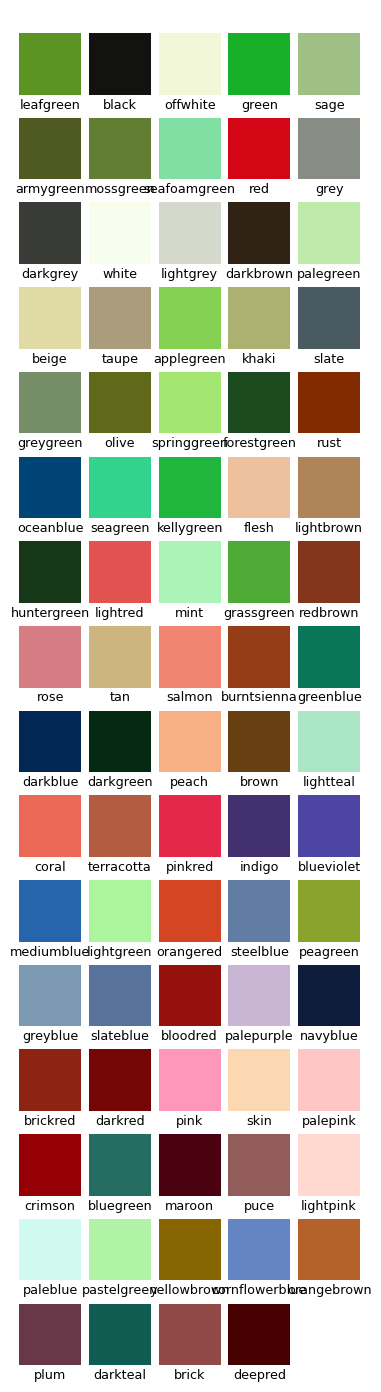 leafgreen black offwhite green sage
armygreen mossgreen seafoamgreen red grey
darkgrey white lightgrey darkbrown palegreen
beige taupe applegreen khaki slate
greygreen olive springgreen forestgreen rust
oceanblue seagreen kellygreen flesh lightbrown
huntergreen lightred mint grassgreen redbrown
rose tan salmon burntsienna greenblue
darkblue darkgreen peach brown lightteal
coral terracotta pinkred indigo blueviolet
mediumblue lightgreen orangered steelblue peagreen
greyblue slateblue bloodred palepurple navyblue
brickred darkred pink skin palepink
crimson bluegreen maroon puce lightpink
paleblue pastelgreen yellowbrown cornflowerblue orangebrown
plum darkteal brick deepred